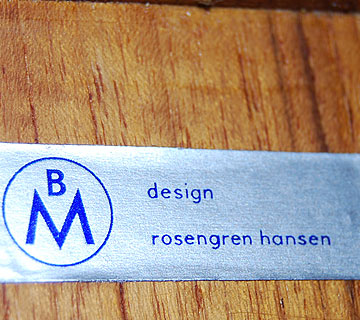 B
M
design
rosengren hansen